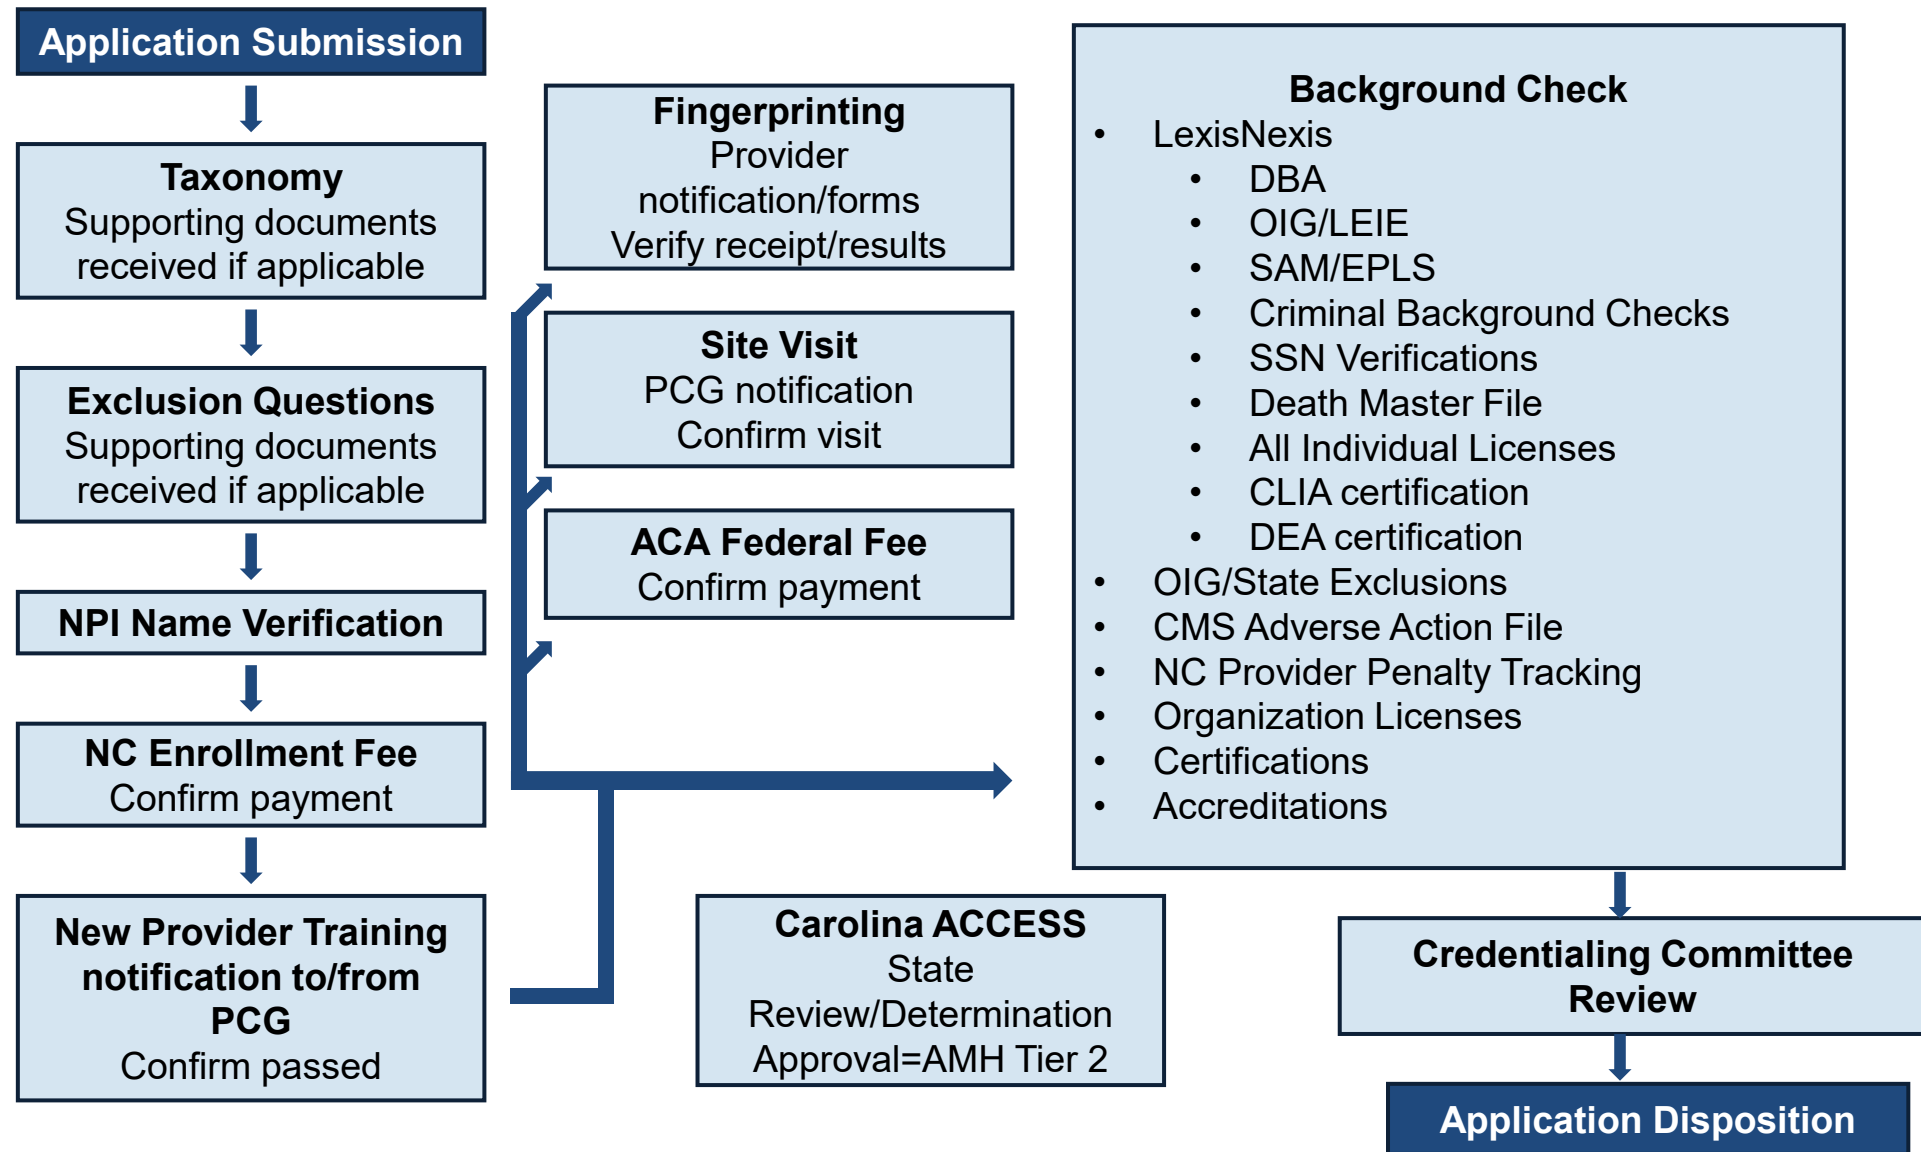 Application Submission
Taxonomy
Supporting documents
received if applicable
Exclusion Questions
Supporting documents
received if applicable
NPI Name Verification
NC Enrollment Fee
Confirm payment
New Provider Training
notification to/from
PCG
Confirm passed
Fingerprinting
Provider
notification/forms
Verify receipt/results
Site Visit
PCG notification
Confirm visit
ACA Federal Fee
Confirm payment
Carolina ACCESS
State
Review/Determination
Approval=AMH Tier 2
Background Check
• LexisNexis
• DBA
• OIG/LEIE
• SAM/EPLS
• Criminal Background Checks
• SSN Verifications
• Death Master File
• All Individual Licenses
• CLIA certification
• DEA certification
• OIG/State Exclusions
• CMS Adverse Action File
• NC Provider Penalty Tracking
• Organization Licenses
• Certifications
• Accreditations
Credentialing Committee
Review
Application Disposition